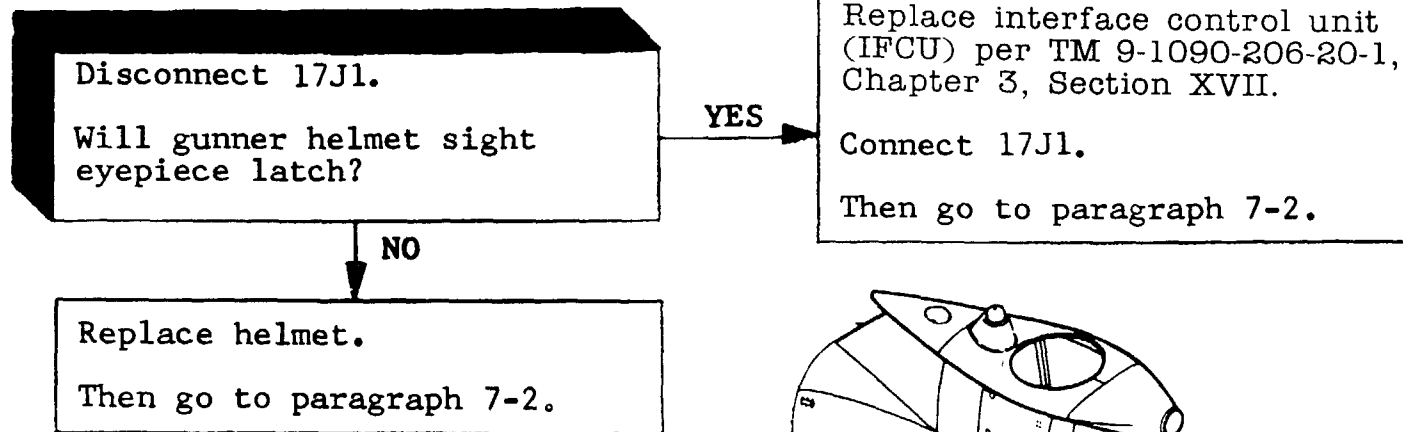 Disconnect 17J1.
Will gunner helmet sight
eyepiece latch?
YES
Replace interface control unit
(IFCU) per TM 9-1090-206-20-1,
Chapter 3, Section XVII.
Connect 17J1.
Then go to paragraph 7-2.
NO
Replace helmet.
Then go to paragraph 7-2.